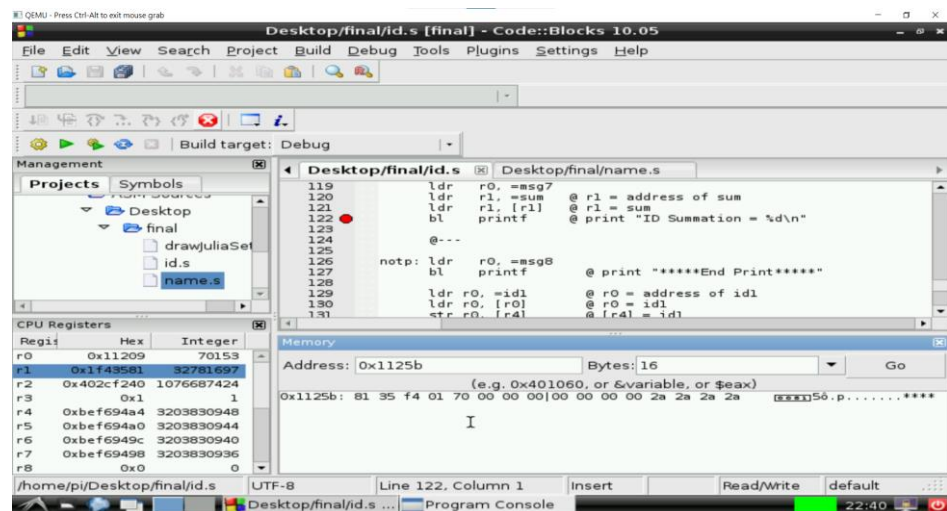 QEMU - Press Ctrl-Alt to exit mouse grab
Desktop/final/id.s [final] - Code::Blocks 10.05
File Edit View Search Project Build Debug Tools Plugins Settings Help
Build target: Debug
Management
Projects Symbols
Desktop
final
drawJuliaSet
id.s
name.s
Desktop/final/id.s Desktop/final/name.s
119 ldr r0, =msg7
120 ldr r1, =sum @ r1 = address of sum
121 ldr r1, [r1] @ r1 = sum
122 bl printf @ print "ID Summation = %d\n"
123
124 @---
125
126 notp: ldr r0, =msg8
127 bl printf @ print "*****End Print*****"
128
129 ldr r0, =id1 @ r0 = address of id1
130 ldr r0, [r0] @ r0 = id1
131 str r0, [r4] @ [r4] = id1
CPU Registers
Regis Hex Integer
r0 0x11209 70153
r1 0x1f43581 32781697
r2 0x402cf240 1076687424
r3 0x1 1
r4 0xbef694a4 3203830948
r5 0xbef694a0 3203830944
r6 0xbef6949c 3203830940
r7 0xbef69498 3203830936
r8 0x0 0
Memory
Address: 0x1125b Bytes: 16 Go
(e.g. 0x401060, or &variable, or $eax)
0x1125b: 81 35 f4 01 70 00 00 00|00 00 00 00 2a 2a 2a 2a 5ô.p.......****
/home/pi/Desktop/final/id.s UTF-8 Line 122, Column 1 Insert Read/Write default
Desktop/final/id.s ... Program Console 22:40